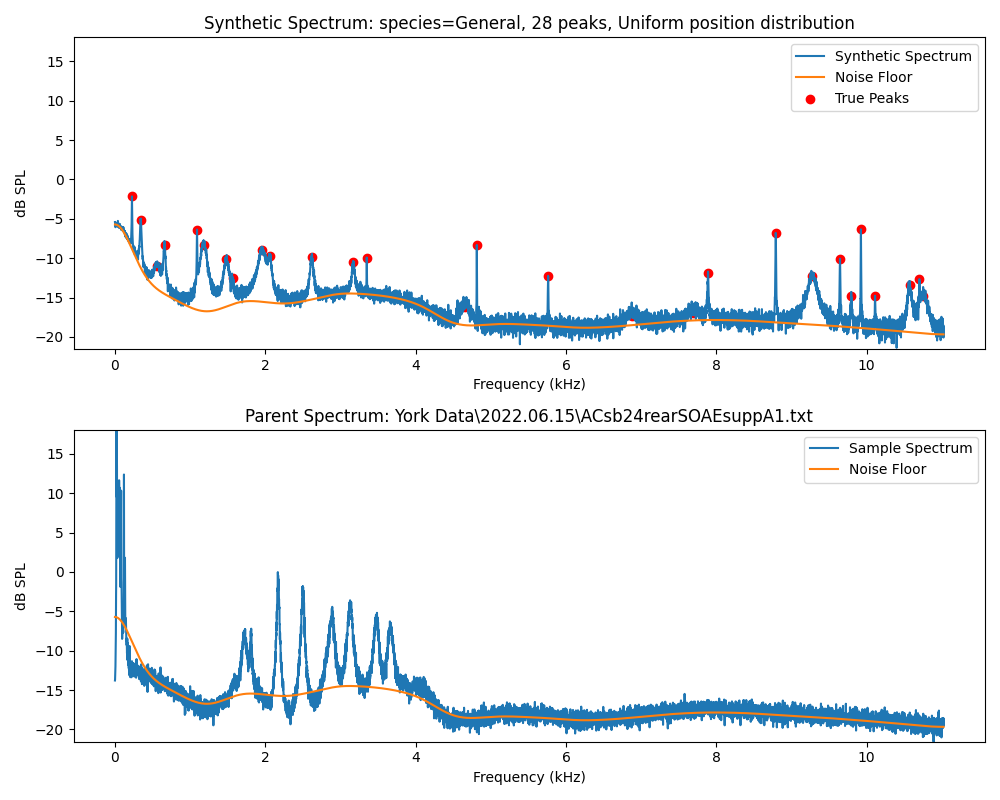 Synthetic Spectrum: species=General, 28 peaks, Uniform position distribution
15
10
5
0
−5
−10
−15
−20
dB SPL
Synthetic Spectrum
Noise Floor
True Peaks
0 2 4 6 8 10
Frequency (kHz)
Parent Spectrum: York Data\2022.06.15\ACsb24rearSOAEsuppA1.txt
15
10
5
0
−5
−10
−15
−20
dB SPL
Sample Spectrum
Noise Floor
0 2 4 6 8 10
Frequency (kHz)